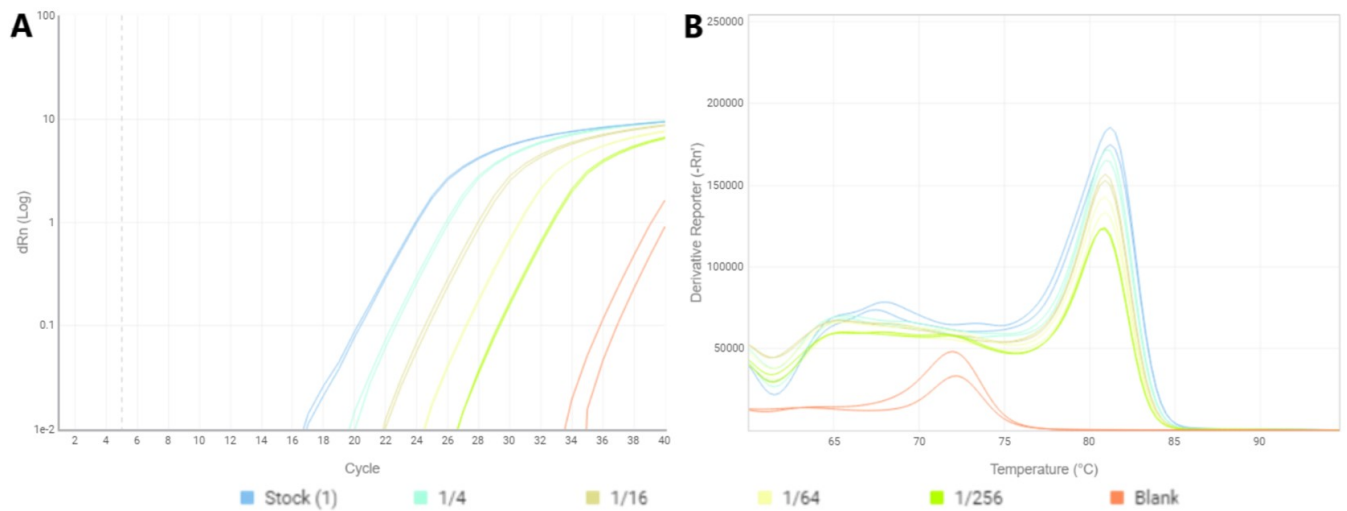 A
100
10
1
0.1
1e-2
dRn (Log)
2 4 6 8 10 12 14 16 18 20 22 24 26 28 30 32 34 36 38 40
Cycle
B
250000
200000
150000
100000
50000
Derivative Reporter (-Rn')
65 70 75 80 85 90
Temperature (°C)
Stock (1) 1/4 1/16 1/64 1/256 Blank